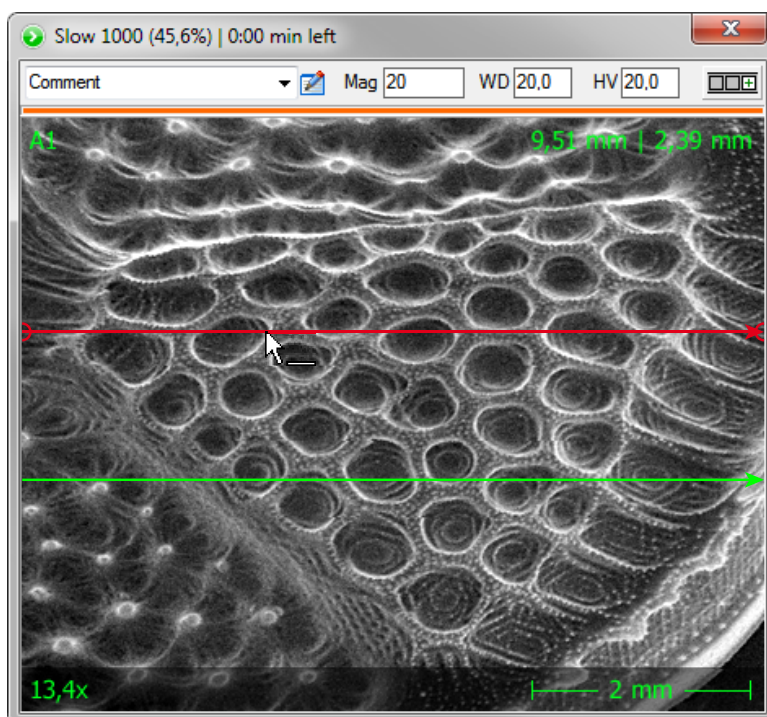 Slow 1000 (45,6%) | 0:00 min left
Comment Mag 20 WD 20,0 HV 20,0
A1 9,51 mm | 2,39 mm
13,4x 2 mm